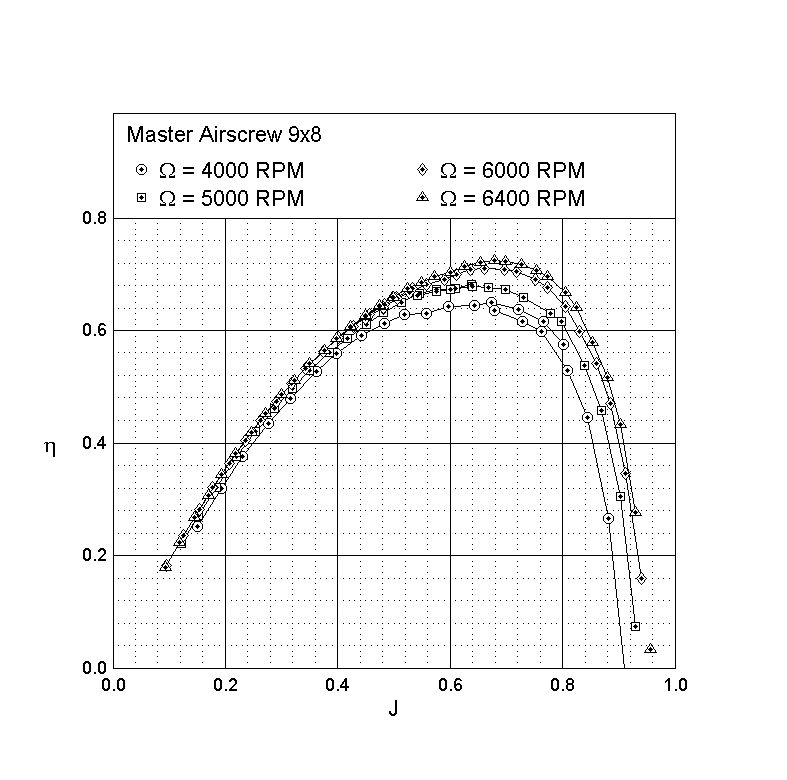 Master Airscrew 9x8
Ω = 4000 RPM
Ω = 6000 RPM
Ω = 5000 RPM
Ω = 6400 RPM
0.8
0.6
0.4
η
0.2
0.0
0.0 0.2 0.4 0.6 0.8 1.0
J